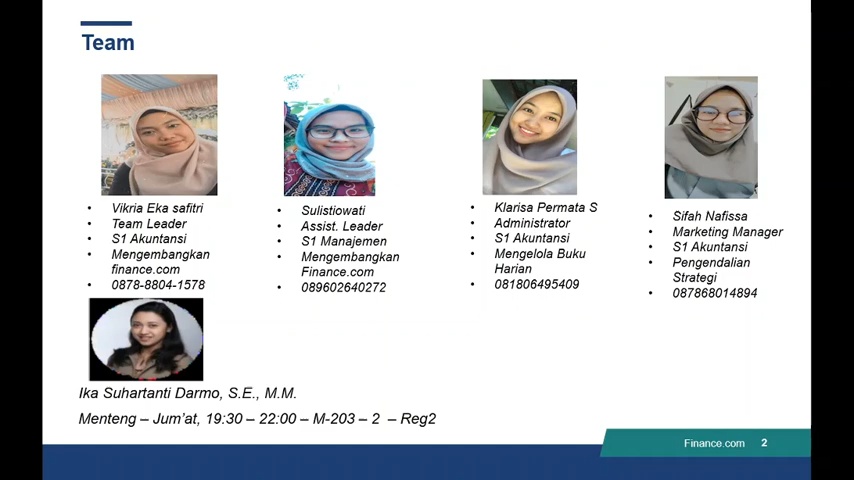 Team
Vikria Eka safitri
Team Leader
S1 Akuntansi
Mengembangkan
finance.com
0878-8804-1578
Sulistiowati
Assist. Leader
S1 Manajemen
Mengembangkan
Finance.com
089602640272
Klarisa Permata S
Administrator
S1 Akuntansi
Mengelola Buku
Harian
081806495409
Sifah Nafissa
Marketing Manager
S1 Akuntansi
Pengendalian
Strategi
087868014894
Ika Suhartanti Darmo, S.E., M.M.
Menteng – Jum'at, 19:30 – 22:00 – M-203 – 2 – Reg2
Finance.com 2